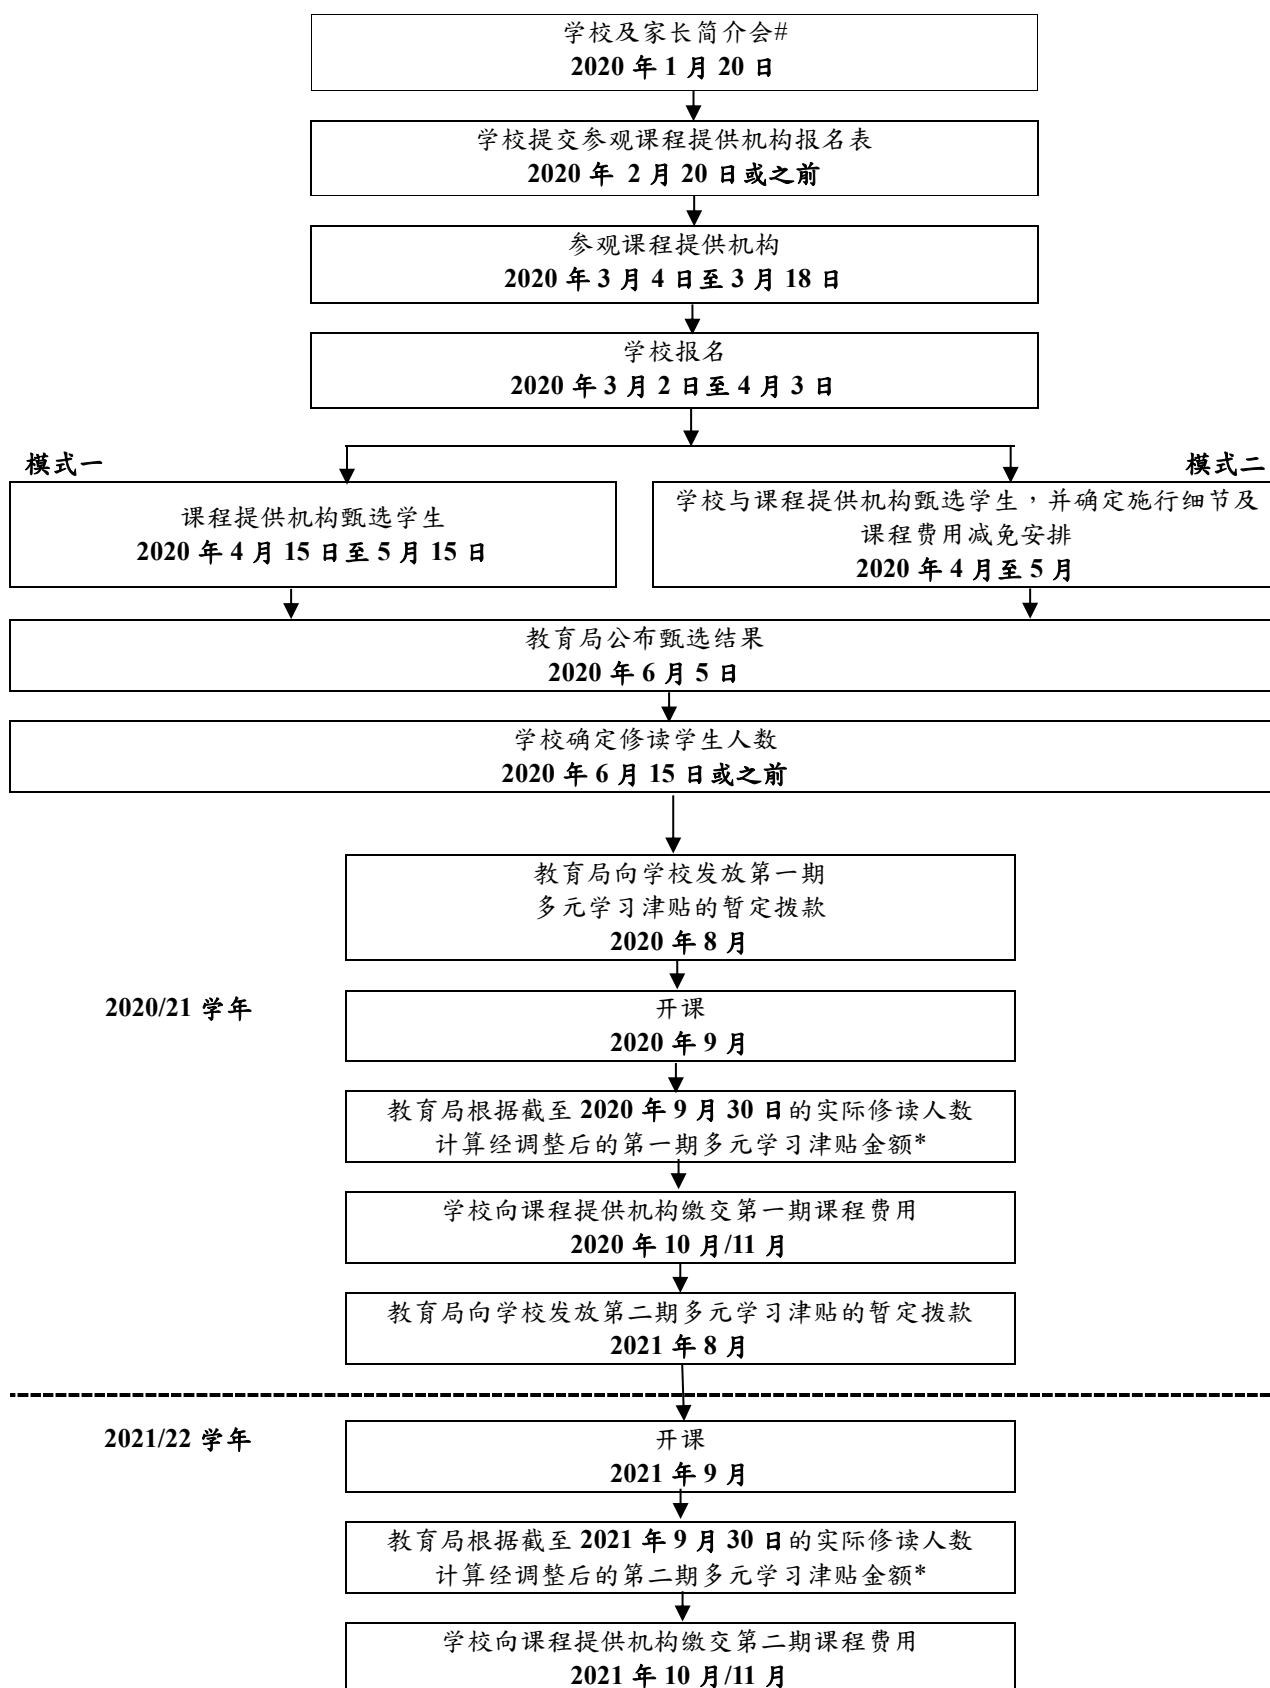 学校及家长简介会#
2020 年 1 月 20 日
学校提交参观课程提供机构报名表
2020 年 2 月 20 日或之前
参观课程提供机构
2020 年 3 月 4 日至 3 月 18 日
学校报名
2020 年 3 月 2 日至 4 月 3 日
模式一
模式二
课程提供机构甄选学生
2020 年 4 月 15 日至 5 月 15 日
学校与课程提供机构甄选学生，并确定施行细节及
课程费用减免安排
2020 年 4 月至 5 月
教育局公布甄选结果
2020 年 6 月 5 日
学校确定修读学生人数
2020 年 6 月 15 日或之前
教育局向学校发放第一期
多元学习津贴的暂定拨款
2020 年 8 月
2020/21 学年
开课
2020 年 9 月
教育局根据截至 2020 年 9 月 30 日的实际修读人数
计算经调整后的第一期多元学习津贴金额*
学校向课程提供机构缴交第一期课程费用
2020 年 10 月/11 月
教育局向学校发放第二期多元学习津贴的暂定拨款
2021 年 8 月
2021/22 学年
开课
2021 年 9 月
教育局根据截至 2021 年 9 月 30 日的实际修读人数
计算经调整后的第二期多元学习津贴金额*
学校向课程提供机构缴交第二期课程费用
2021 年 10 月/11 月